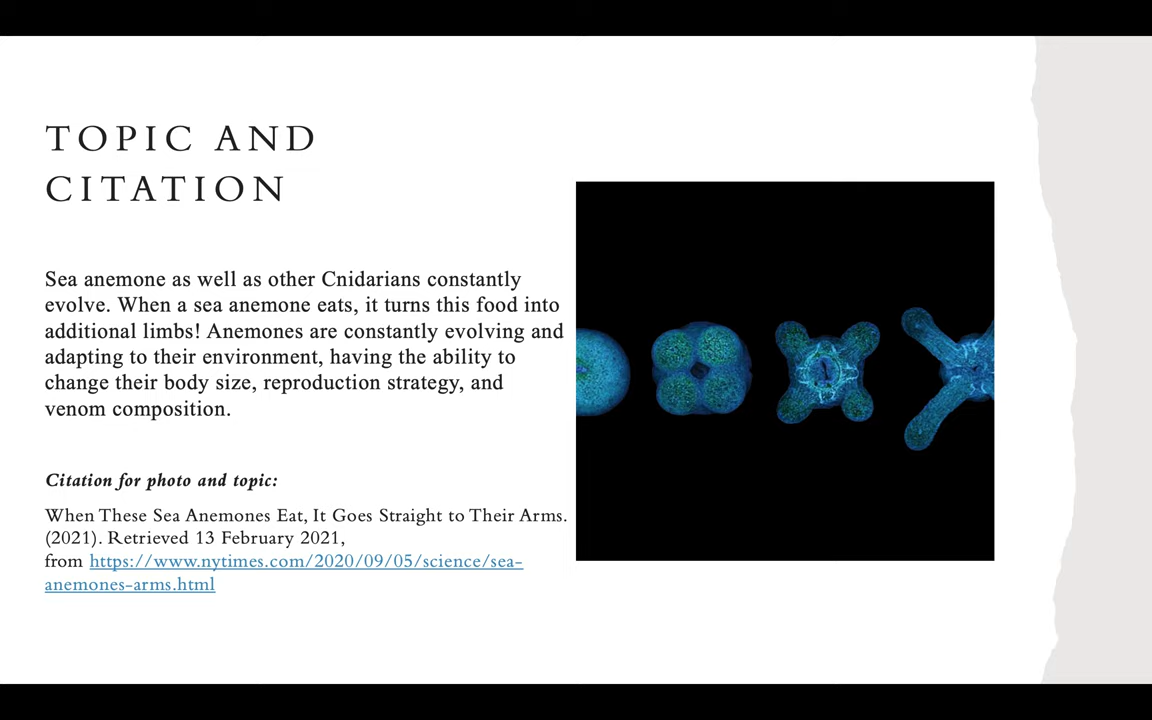 TOPIC AND
CITATION
Sea anemone as well as other Cnidarians constantly
evolve. When a sea anemone eats, it turns this food into
additional limbs! Anemones are constantly evolving and
adapting to their environment, having the ability to
change their body size, reproduction strategy, and
venom composition.
Citation for photo and topic:
When These Sea Anemones Eat, It Goes Straight to Their Arms.
(2021). Retrieved 13 February 2021,
from https://www.nytimes.com/2020/09/05/science/sea-
anemones-arms.html